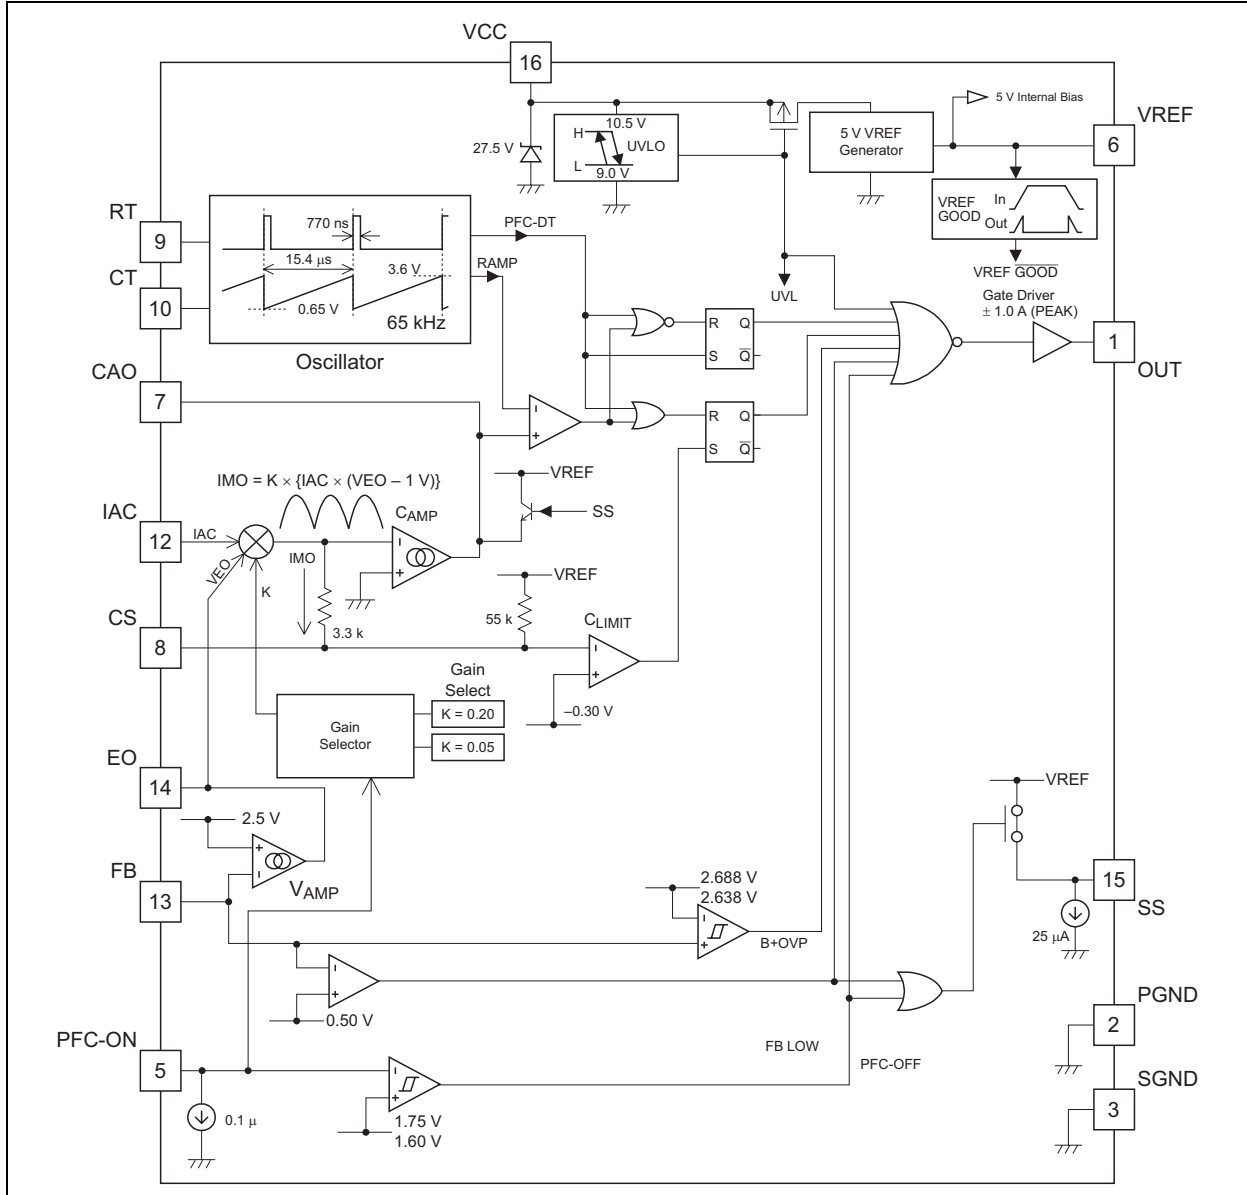 VCC
16
5 V Internal Bias
VREF
6
10.5 V
H
UVLO
L
9.0 V
27.5 V
5 V VREF
Generator
VREF
GOOD
In
Out
VREF GOOD
RT
9
770 ns
PFC-DT
15.4 μs
3.6 V
RAMP
CT
10
0.65 V
65 kHz
Oscillator
UVL
Gate Driver
± 1.0 A (PEAK)
R Q
S Q
1
OUT
CAO
7
R Q
S Q
IMO = K × {IAC × (VEO – 1 V)}
VREF
SS
IAC
12
IAC
VEO
K
IMO
CAMP
3.3 k
VREF
55 k
CS
8
CLIMIT
–0.30 V
Gain
Select
Gain
Selector
K = 0.20
K = 0.05
EO
14
VREF
2.5 V
FB
13
VAMP
2.688 V
2.638 V
B+OVP
15
SS
25 μA
0.50 V
PGND
2
FB LOW
PFC-OFF
PFC-ON
5
0.1 μ
1.75 V
1.60 V
SGND
3